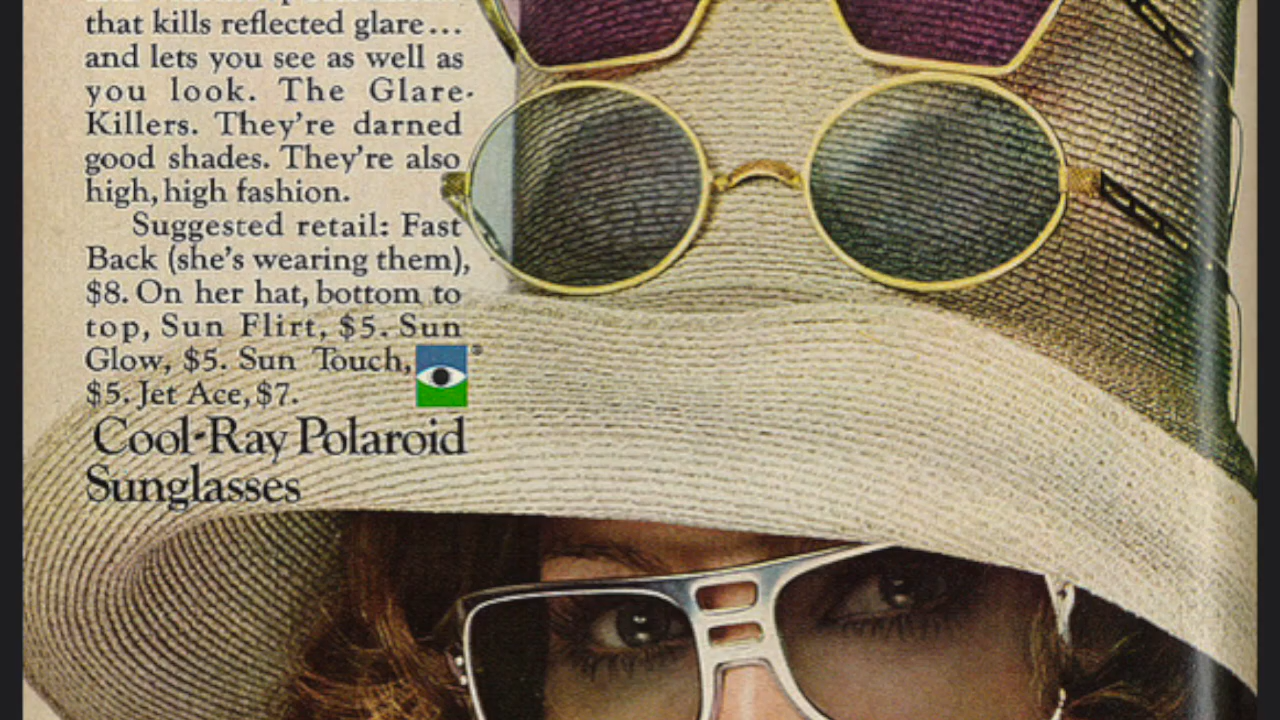 that kills reflected glare...
and lets you see as well as
you look. The Glare-
Killers. They're darned
good shades. They're also
high, high fashion.
Suggested retail: Fast
Back (she's wearing them),
$8. On her hat, bottom to
top, Sun Flirt, $5. Sun
Glow, $5. Sun Touch,
$5. Jet Ace, $7.
®
Cool-Ray Polaroid
Sunglasses